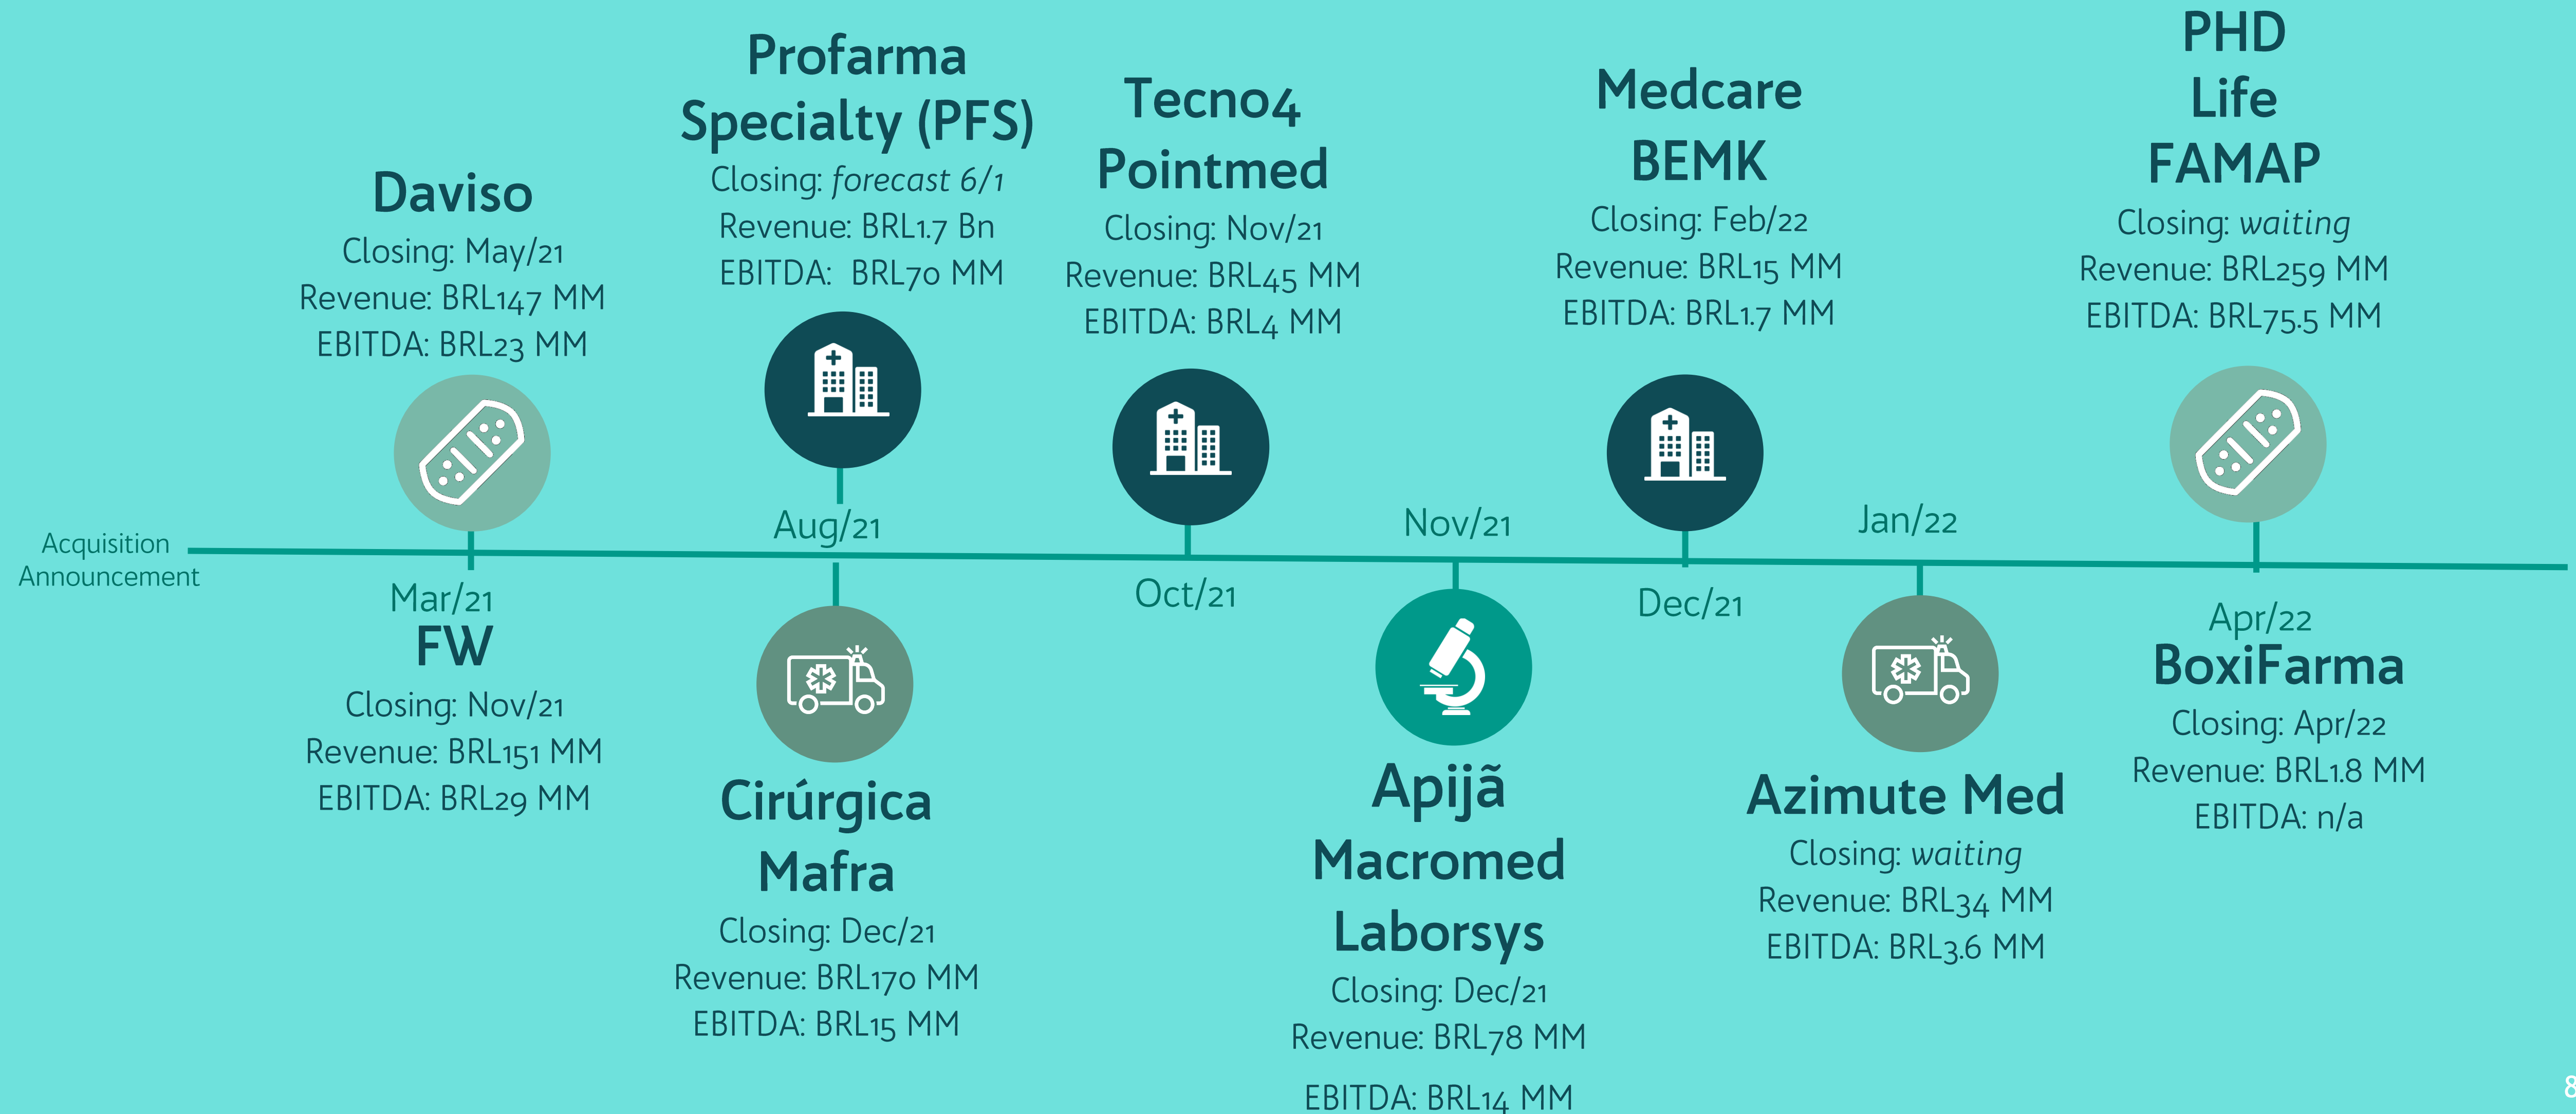 Acquisition
Announcement
Daviso
Closing: May/21
Revenue: BRL147 MM
EBITDA: BRL23 MM
Mar/21
FW
Closing: Nov/21
Revenue: BRL151 MM
EBITDA: BRL29 MM
Profarma
Specialty (PFS)
Closing: forecast 6/1
Revenue: BRL1.7 Bn
EBITDA: BRL70 MM
Aug/21
Cirúrgica
Mafra
Closing: Dec/21
Revenue: BRL170 MM
EBITDA: BRL15 MM
Tecno4
Pointmed
Closing: Nov/21
Revenue: BRL45 MM
EBITDA: BRL4 MM
Oct/21
Nov/21
Apijã
Macromed
Laborsys
Closing: Dec/21
Revenue: BRL78 MM
EBITDA: BRL14 MM
Medcare
BEMK
Closing: Feb/22
Revenue: BRL15 MM
EBITDA: BRL1.7 MM
Dec/21
Jan/22
Azimute Med
Closing: waiting
Revenue: BRL34 MM
EBITDA: BRL3.6 MM
PHD
Life
FAMAP
Closing: waiting
Revenue: BRL259 MM
EBITDA: BRL75.5 MM
Apr/22
BoxiFarma
Closing: Apr/22
Revenue: BRL1.8 MM
EBITDA: n/a
8